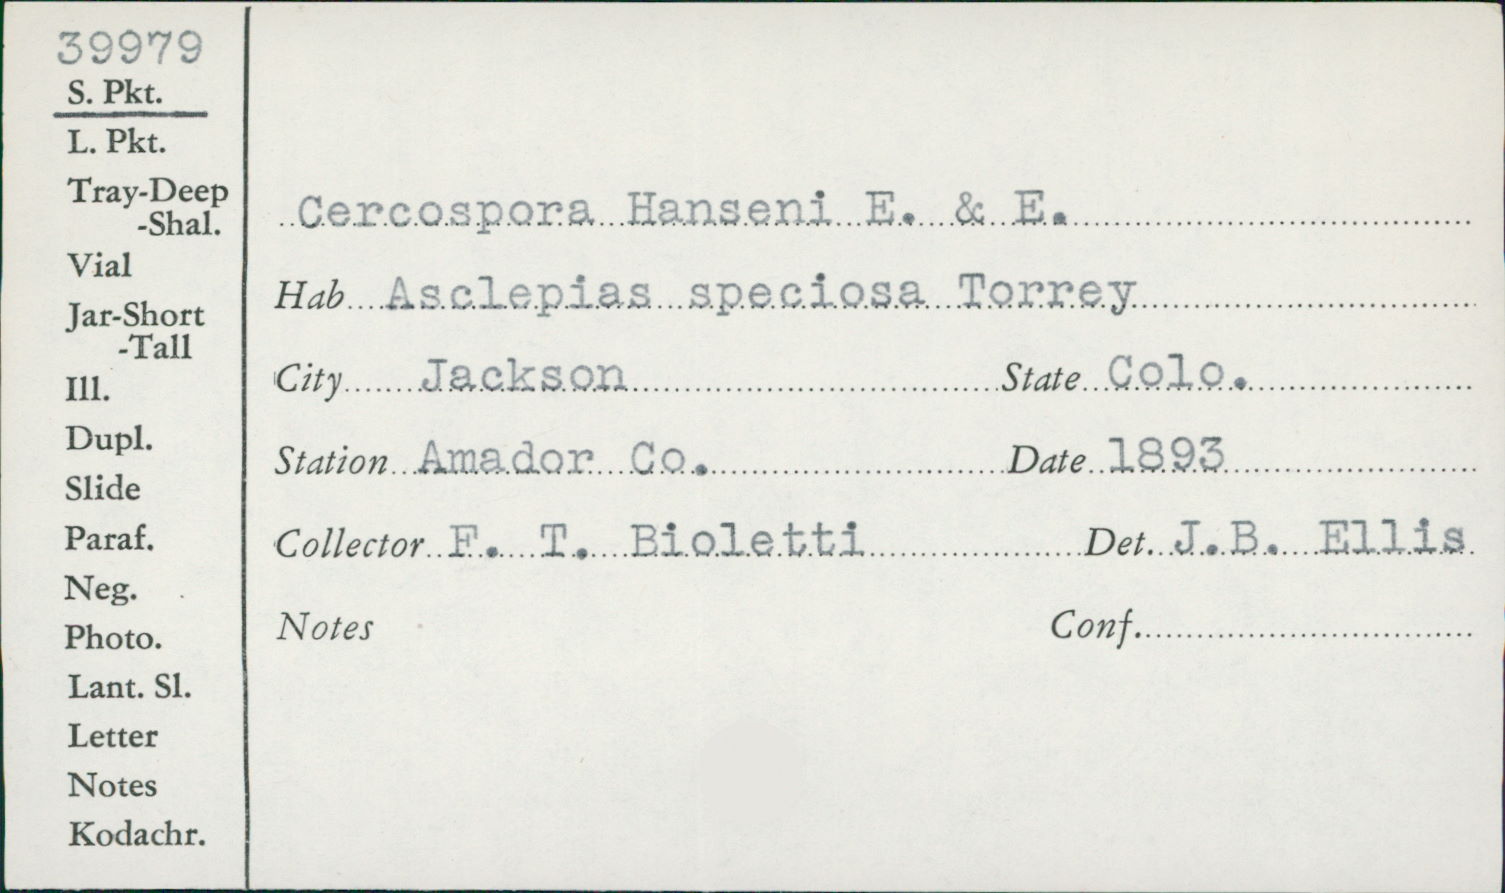 39979
S. Pkt.
L. Pkt.
Tray-Deep
-Shal.
Vial
Jar-Short
-Tall
Ill.
Dupl.
Slide
Paraf.
Neg.
Photo.
Lant. Sl.
Letter
Notes
Kodachr.
Cercospora Hanseni E. & E.
Hab Asclepias speciosa Torrey
City Jackson State Colo.
Station Amador Co. Date 1893
Collector F. T. Bioletti Det. J.B. Ellis
Notes Conf.